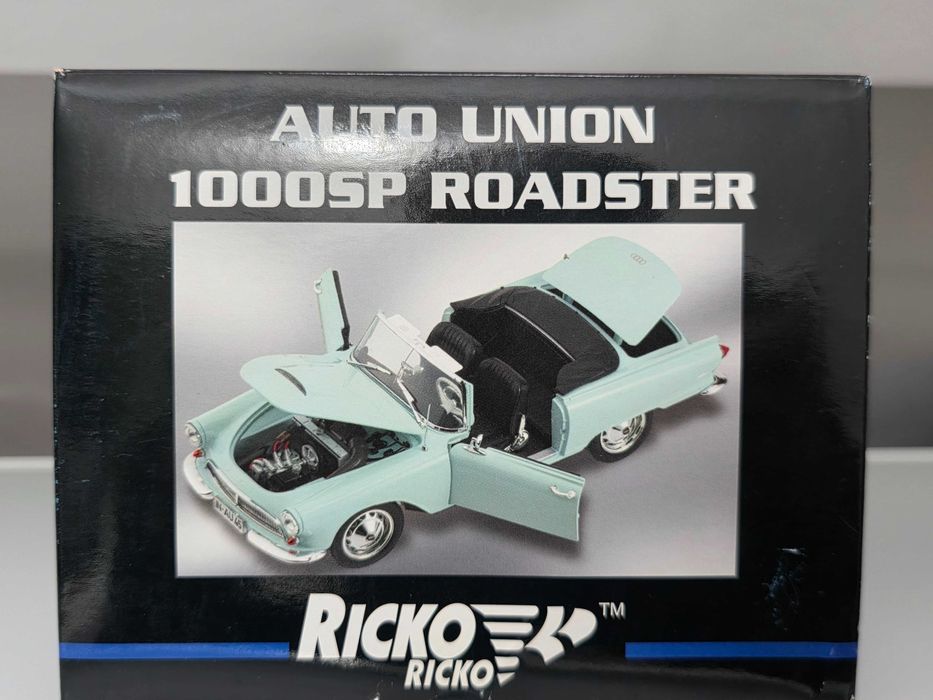 AUTO UNION
1000SP ROADSTER
RICKO™
RICKO